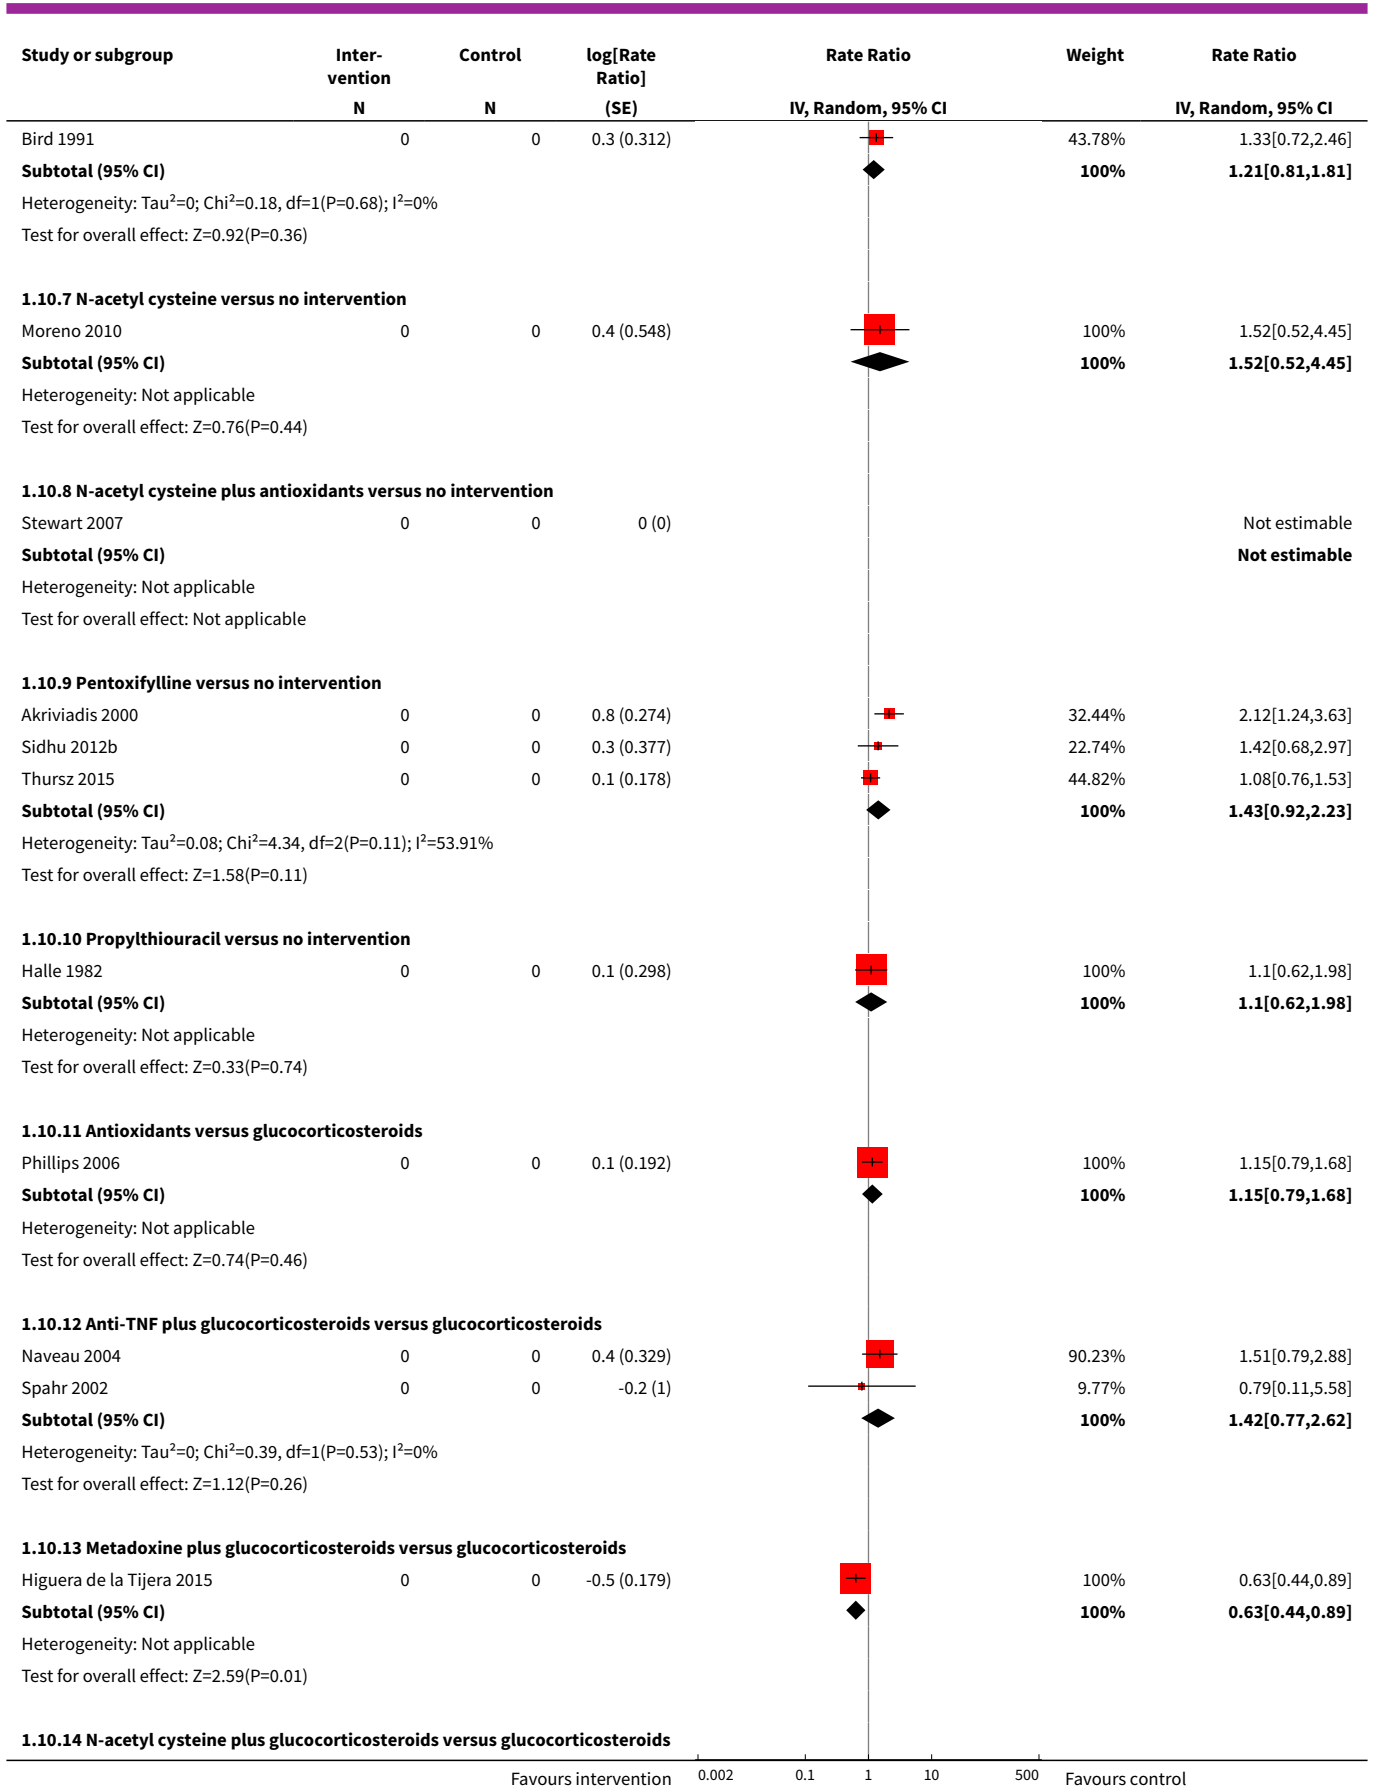 Study or subgroup Inter-vention Control log[Rate Ratio] Rate Ratio Weight Rate Ratio
N N (SE) IV, Random, 95% CI IV, Random, 95% CI
Bird 1991 0 0 0.3 (0.312) 43.78% 1.33[0.72,2.46]
Subtotal (95% CI) 100% 1.21[0.81,1.81]
Heterogeneity: Tau²=0; Chi²=0.18, df=1(P=0.68); I²=0%
Test for overall effect: Z=0.92(P=0.36)
1.10.7 N-acetyl cysteine versus no intervention
Moreno 2010 0 0 0.4 (0.548) 100% 1.52[0.52,4.45]
Subtotal (95% CI) 100% 1.52[0.52,4.45]
Heterogeneity: Not applicable
Test for overall effect: Z=0.76(P=0.44)
1.10.8 N-acetyl cysteine plus antioxidants versus no intervention
Stewart 2007 0 0 0 (0) Not estimable
Subtotal (95% CI) Not estimable
Heterogeneity: Not applicable
Test for overall effect: Not applicable
1.10.9 Pentoxifylline versus no intervention
Akriviadis 2000 0 0 0.8 (0.274) 32.44% 2.12[1.24,3.63]
Sidhu 2012b 0 0 0.3 (0.377) 22.74% 1.42[0.68,2.97]
Thursz 2015 0 0 0.1 (0.178) 44.82% 1.08[0.76,1.53]
Subtotal (95% CI) 100% 1.43[0.92,2.23]
Heterogeneity: Tau²=0.08; Chi²=4.34, df=2(P=0.11); I²=53.91%
Test for overall effect: Z=1.58(P=0.11)
1.10.10 Propylthiouracil versus no intervention
Halle 1982 0 0 0.1 (0.298) 100% 1.1[0.62,1.98]
Subtotal (95% CI) 100% 1.1[0.62,1.98]
Heterogeneity: Not applicable
Test for overall effect: Z=0.33(P=0.74)
1.10.11 Antioxidants versus glucocorticosteroids
Phillips 2006 0 0 0.1 (0.192) 100% 1.15[0.79,1.68]
Subtotal (95% CI) 100% 1.15[0.79,1.68]
Heterogeneity: Not applicable
Test for overall effect: Z=0.74(P=0.46)
1.10.12 Anti-TNF plus glucocorticosteroids versus glucocorticosteroids
Naveau 2004 0 0 0.4 (0.329) 90.23% 1.51[0.79,2.88]
Spahr 2002 0 0 -0.2 (1) 9.77% 0.79[0.11,5.58]
Subtotal (95% CI) 100% 1.42[0.77,2.62]
Heterogeneity: Tau²=0; Chi²=0.39, df=1(P=0.53); I²=0%
Test for overall effect: Z=1.12(P=0.26)
1.10.13 Metadoxine plus glucocorticosteroids versus glucocorticosteroids
Higuera de la Tijera 2015 0 0 -0.5 (0.179) 100% 0.63[0.44,0.89]
Subtotal (95% CI) 100% 0.63[0.44,0.89]
Heterogeneity: Not applicable
Test for overall effect: Z=2.59(P=0.01)
1.10.14 N-acetyl cysteine plus glucocorticosteroids versus glucocorticosteroids
Favours intervention 0.002 0.1 1 10 500 Favours control